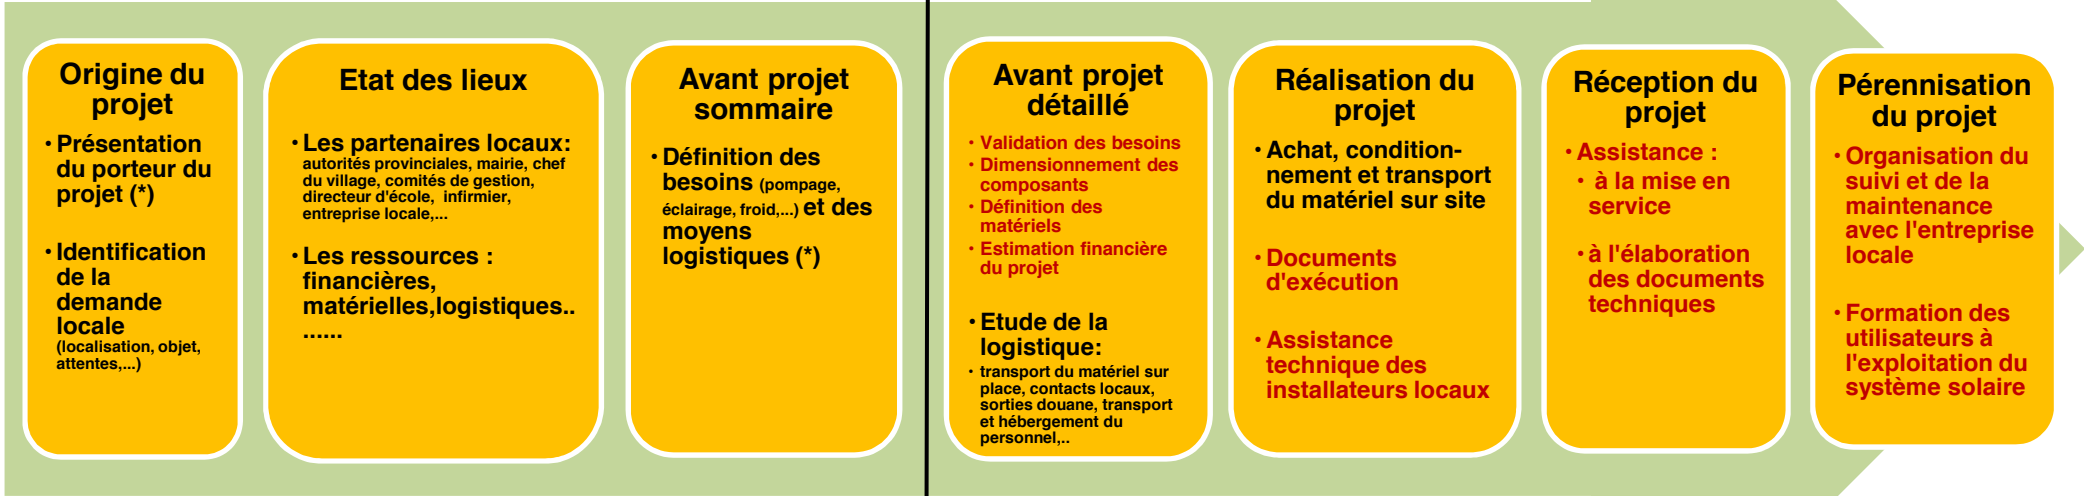 Origine du
projet
• Présentation
du porteur du
projet (*)
• Identification
de la
demande
locale
(localisation, objet,
attentes,...)
Etat des lieux
• Les partenaires locaux:
autorités provinciales, mairie, chef
du village, comités de gestion,
directeur d'école, infirmier,
entreprise locale,...
• Les ressources :
financières,
matérielles,logistiques..
......
Avant projet
sommaire
• Définition des
besoins (pompage,
éclairage, froid,...) et des
moyens
logistiques (*)
Avant projet
détaillé
• Validation des besoins
• Dimensionnement des
composants
• Définition des
matériels
• Estimation financière
du projet
• Etude de la
logistique:
• transport du matériel sur
place, contacts locaux,
sorties douane, transport
et hébergement du
personnel,..
Réalisation du
projet
• Achat, condition-
nement et transport
du matériel sur site
• Documents
d'exécution
• Assistance
technique des
installateurs locaux
Réception du
projet
• Assistance :
• à la mise en
service
• à l'élaboration
des documents
techniques
Pérennisation
du projet
• Organisation du
suivi et de la
maintenance
avec l'entreprise
locale
• Formation des
utilisateurs à
l'exploitation du
système solaire